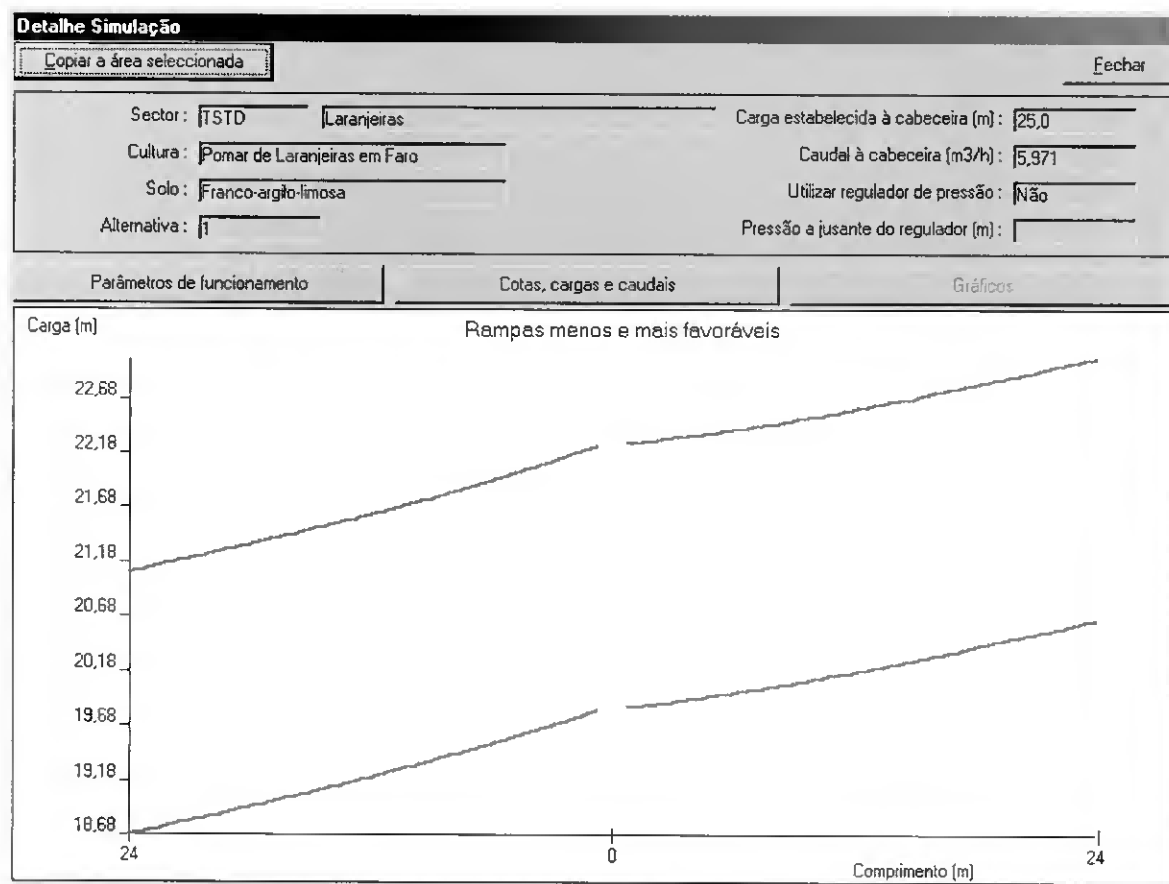 Detalhe Simulação
Copiar a área seleccionada
Fechar
Sector : TSTD Laranjeiras
Carga estabelecida à cabeceira (m) : 25,0
Cultura : Pomar de Laranjeiras em Faro
Caudal à cabeceira (m3/h) : 5,971
Solo : Franco-argilo-limosa
Utilizar regulador de pressão : Não
Alternativa : 1
Pressão a jusante do regulador (m) :
Parâmetros de funcionamento
Cotas, cargas e caudais
Gráficos
Carga (m)
Rampas menos e mais favoráveis
22,68
22,18
21,68
21,18
20,68
20,18
19,68
19,18
18,68
24
0
24
Comprimento (m)